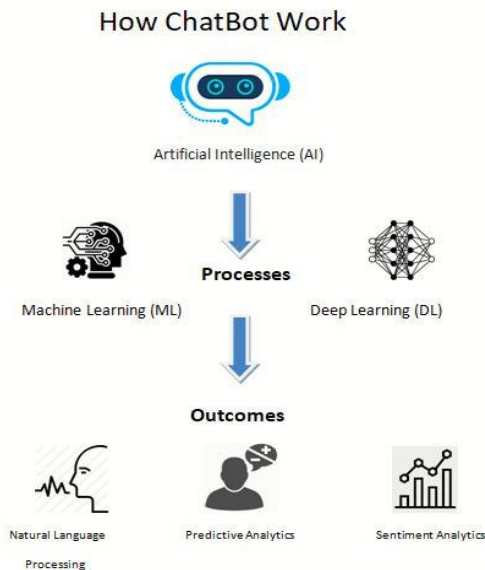 How ChatBot Work
Artificial Intelligence (AI)
Processes
Machine Learning (ML)
Deep Learning (DL)
Outcomes
Natural Language
Processing
Predictive Analytics
Sentiment Analytics